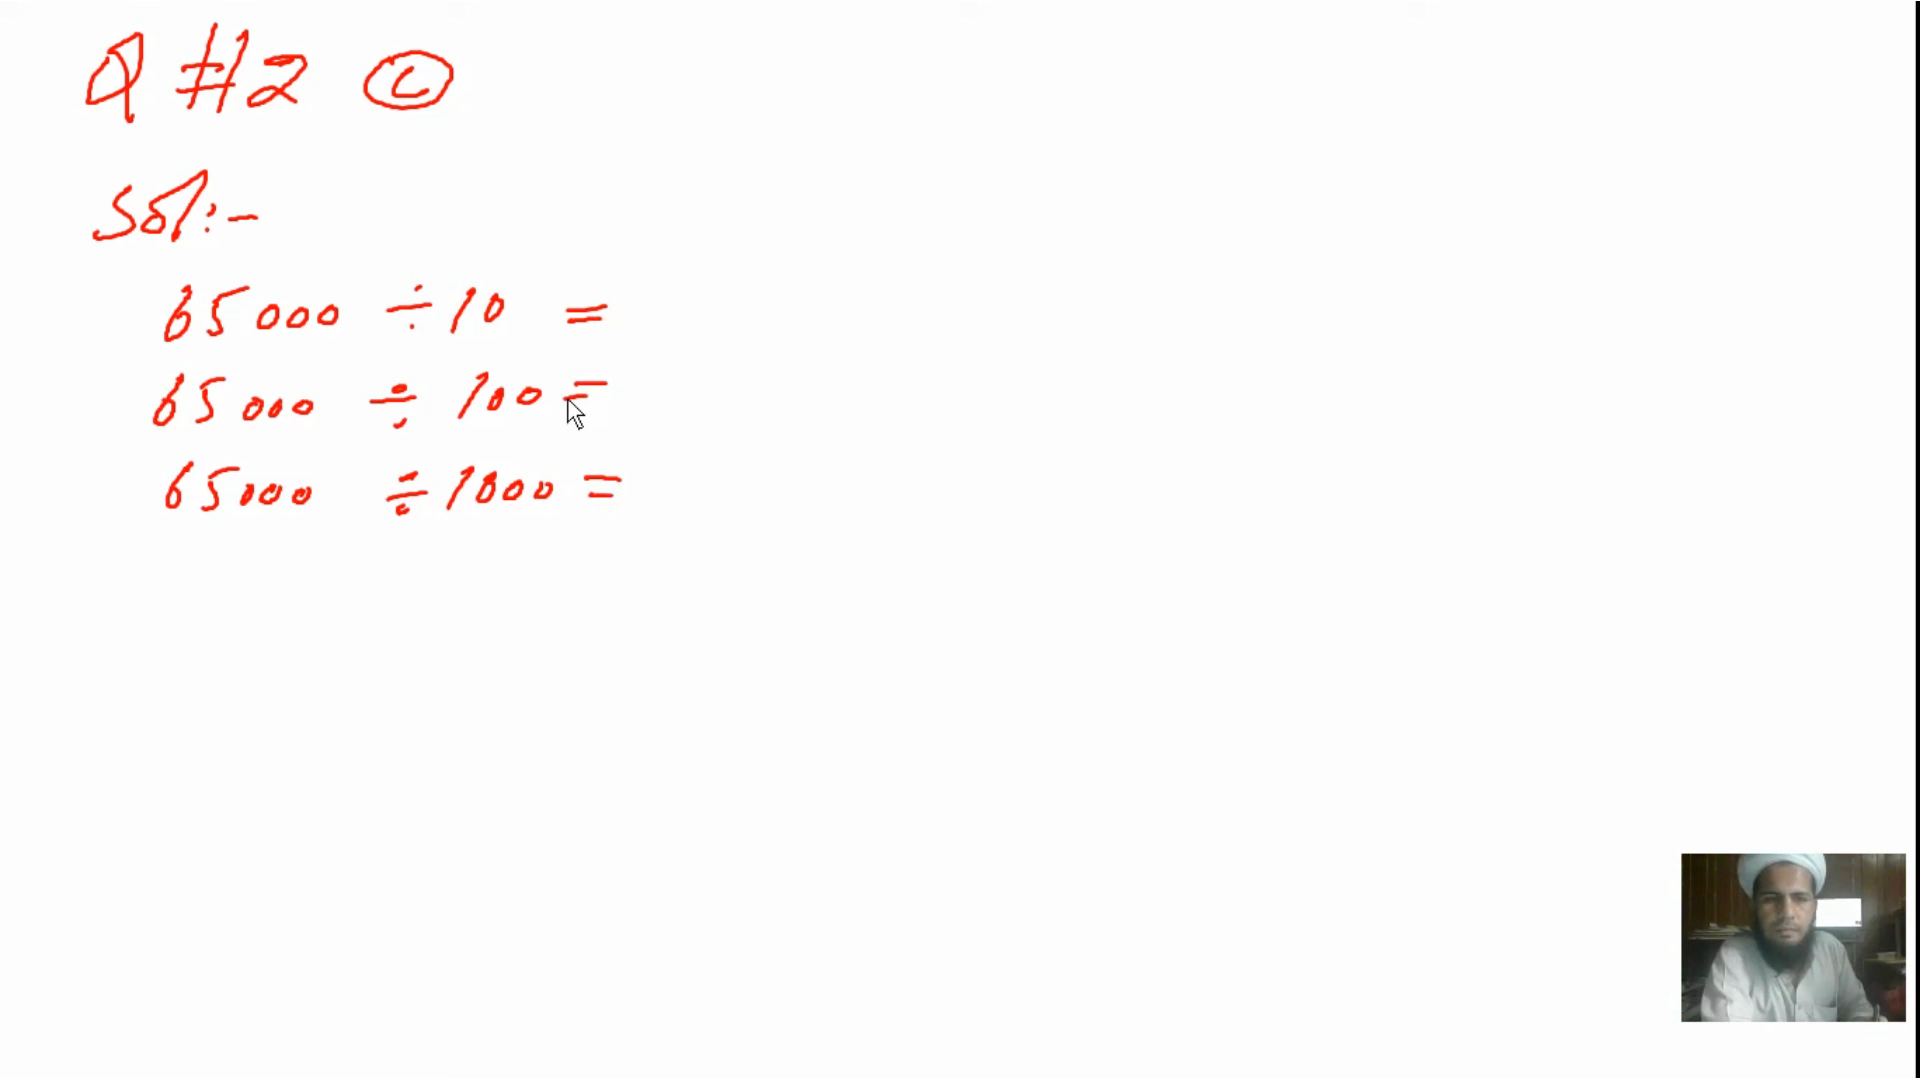 Q #2 ©
Sol:-
65000 ÷ 10 =
65000 ÷ 100 =
65000 ÷ 1000 =